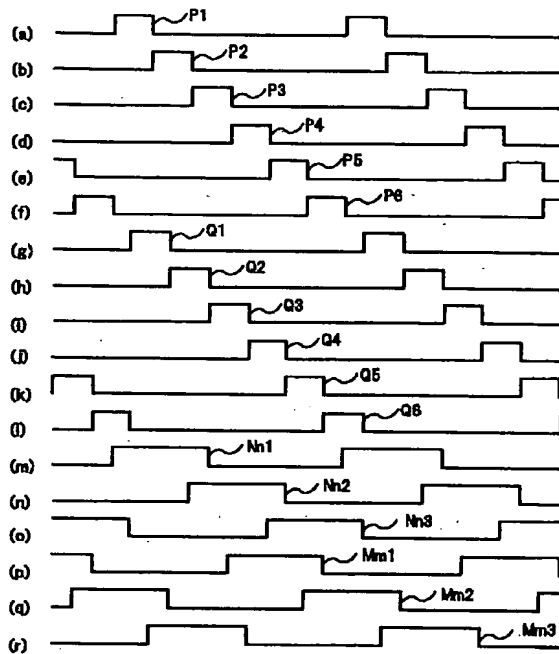 (a) P1
(b) P2
(c) P3
(d) P4
(e) P5
(f) P6
(g) Q1
(h) Q2
(i) Q3
(j) Q4
(k) Q5
(l) Q6
(m) Nn1
(n) Nn2
(o) Nn3
(p) Mm1
(q) Mm2
(r) Mm3